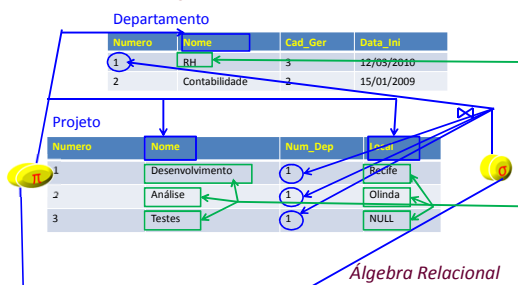 Departamento
Numero Nome Cad_Ger Data_Ini
1 RH 3 12/03/2010
2 Contabilidade 2 15/01/2009
⋈
Projeto
Numero Nome Num_Dep Local
1 Desenvolvimento 1 Recife
π σ
2 Análise 1 Olinda
3 Testes 1 NULL
Álgebra Relacional